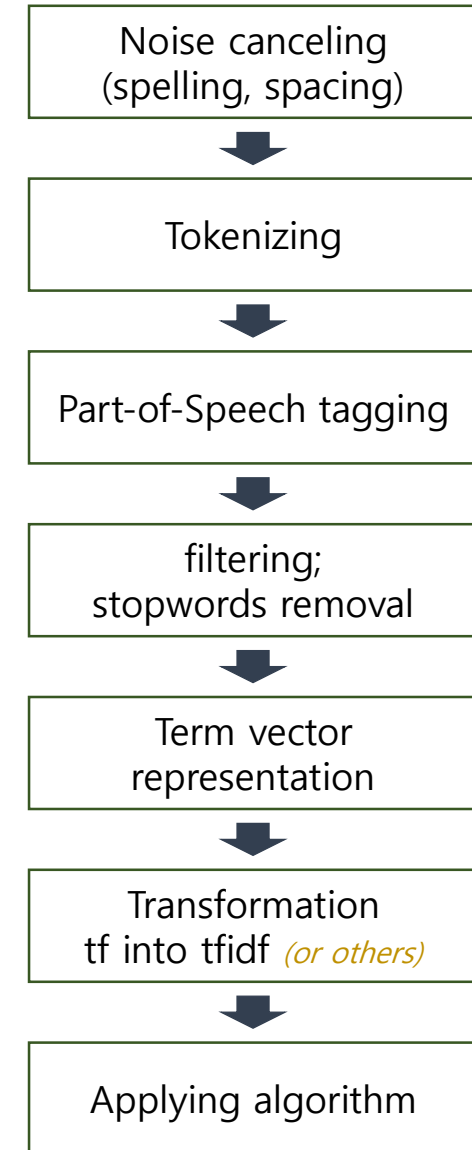 Noise canceling
(spelling, spacing)
Tokenizing
Part-of-Speech tagging
filtering;
stopwords removal
Term vector
representation
Transformation
tf into tfidf (or others)
Applying algorithm